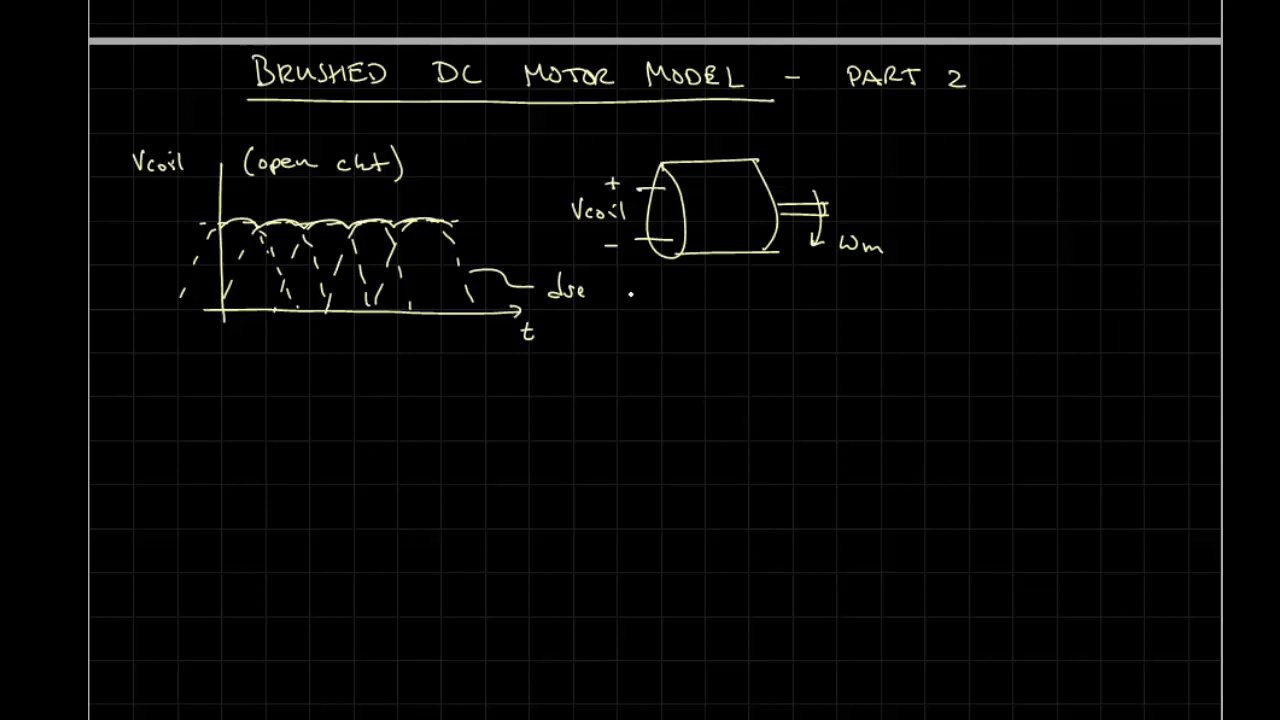 BRUSHED DC MOTOR MODEL - PART 2
Vcoil (open ckt)
+
Vcoil
-
ωm
due
t